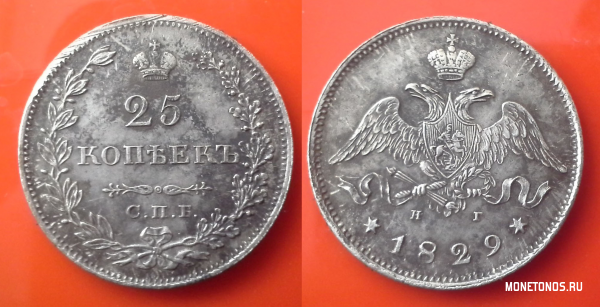 25
КОПѢЕКЪ
С.П.Б.
Н Г
1829
MONETONOS.RU